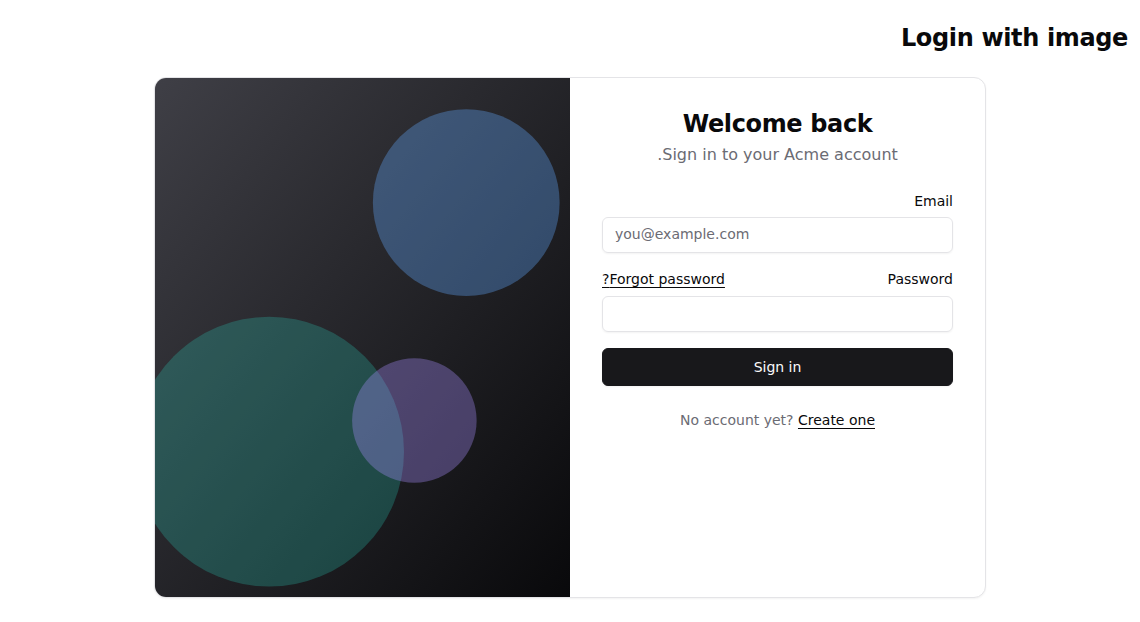 Login with image
Welcome back
.Sign in to your Acme account
Email
you@example.com
Password
?Forgot password
Sign in
No account yet? Create one